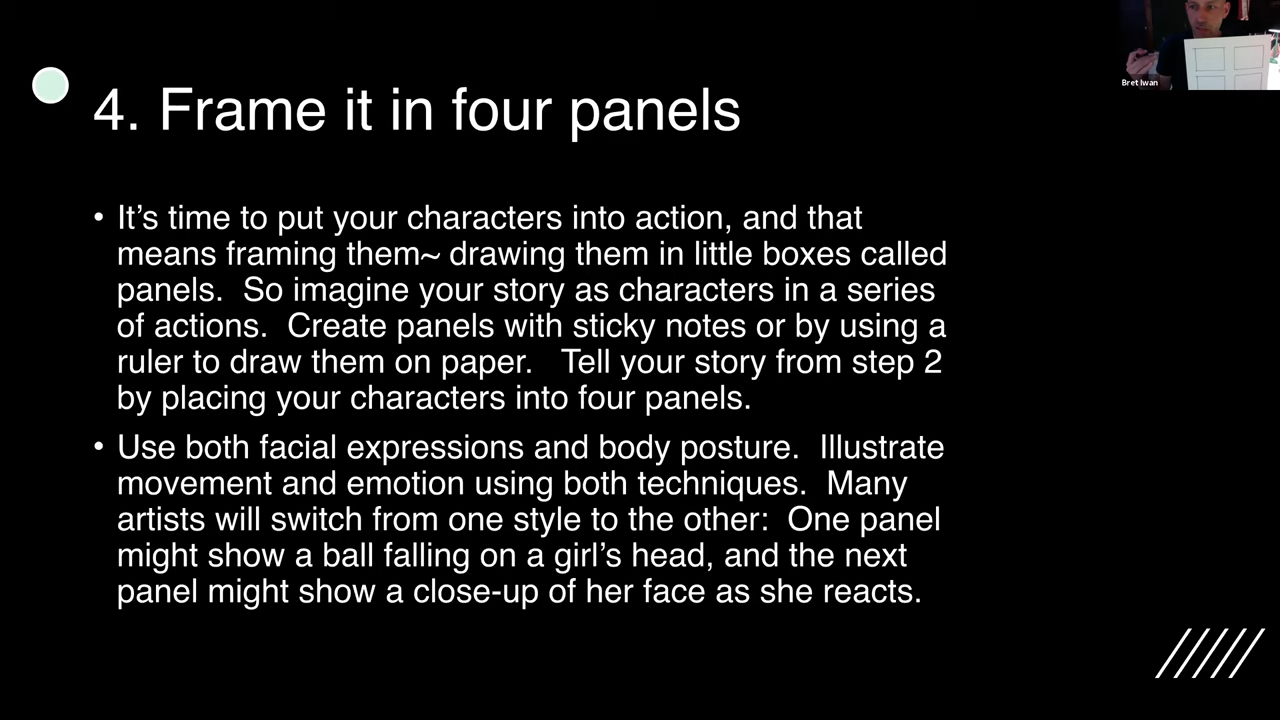 Bret Iwan
4. Frame it in four panels
• It’s time to put your characters into action, and that
means framing them~ drawing them in little boxes called
panels.  So imagine your story as characters in a series
of actions.  Create panels with sticky notes or by using a
ruler to draw them on paper.   Tell your story from step 2
by placing your characters into four panels.
• Use both facial expressions and body posture.  Illustrate
movement and emotion using both techniques.  Many
artists will switch from one style to the other:  One panel
might show a ball falling on a girl’s head, and the next
panel might show a close-up of her face as she reacts.